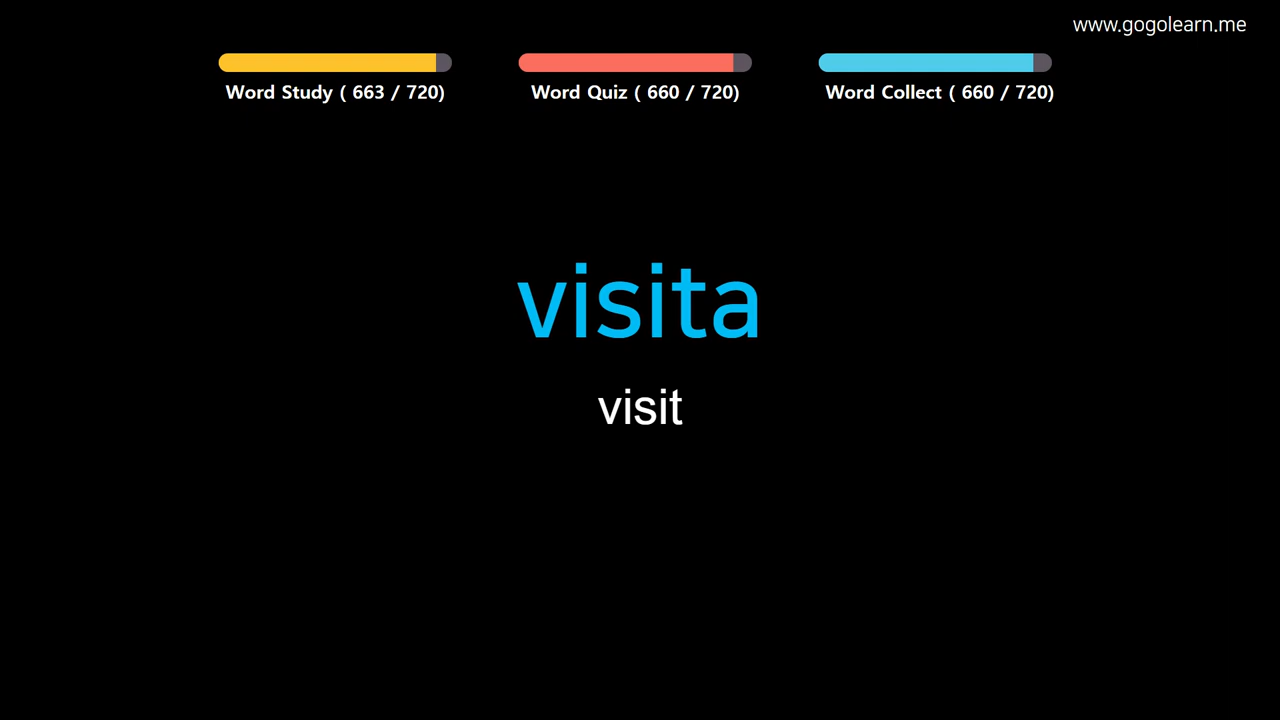 www.gogolearn.me
Word Study ( 663 / 720)
Word Quiz ( 660 / 720)
Word Collect ( 660 / 720)
visita
visit